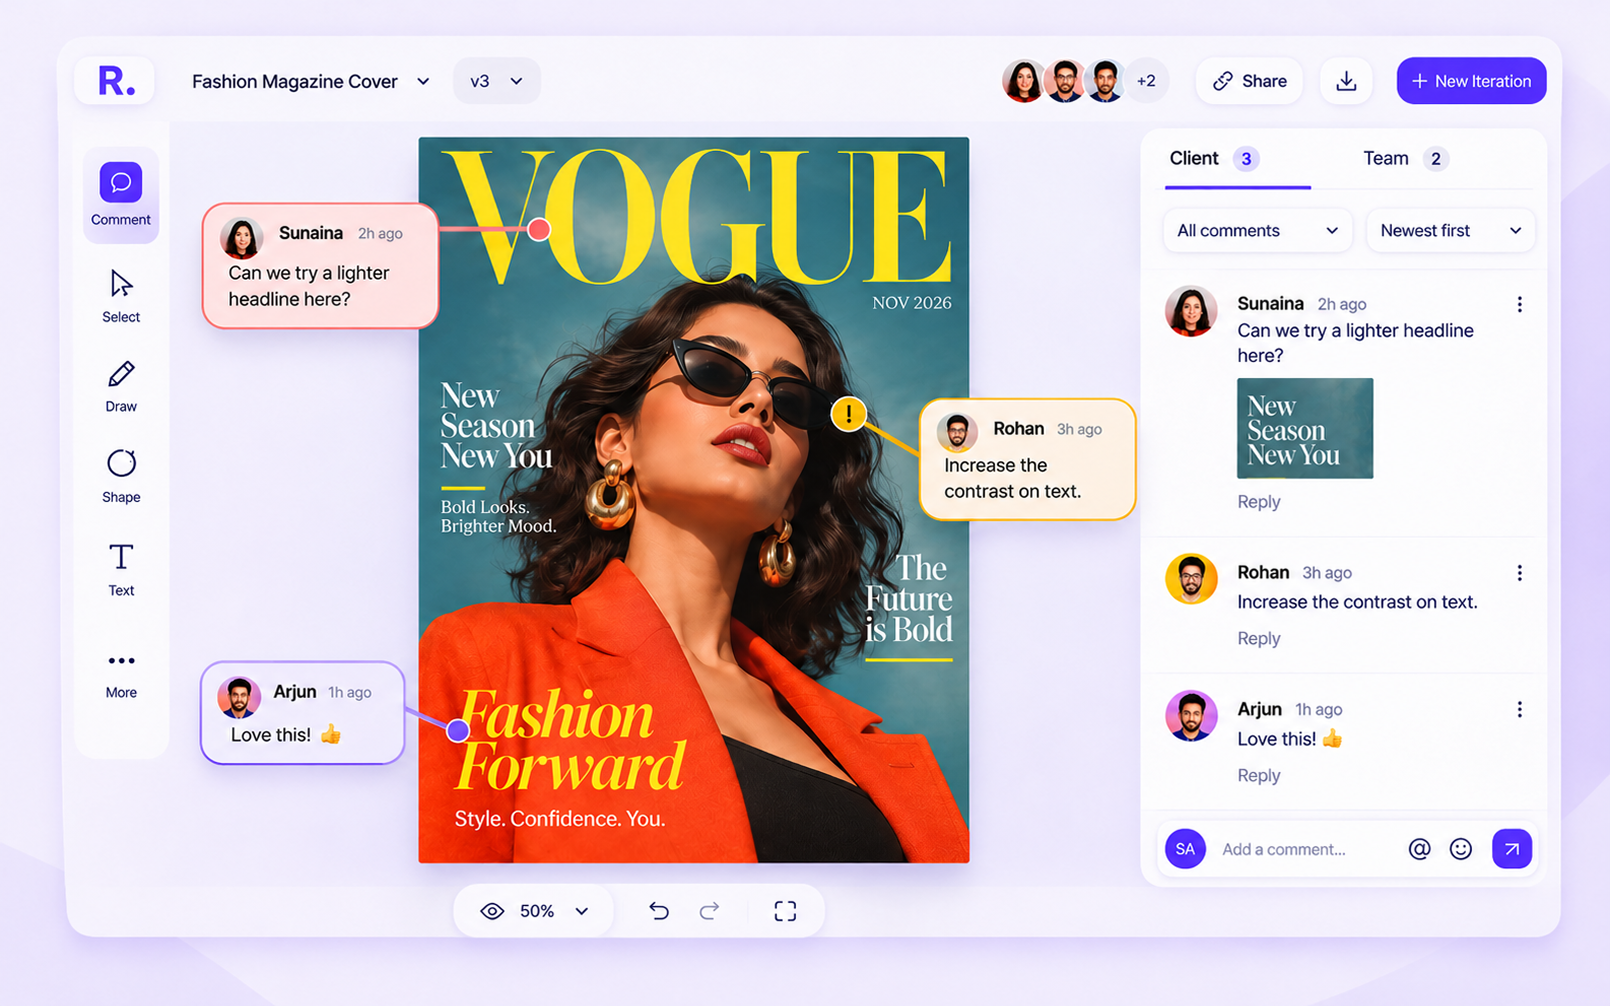 R.
Fashion Magazine Cover
v3
+2
Share
+ New Iteration
Comment
Select
Draw
Shape
Text
More
Sunaina 2h ago
Can we try a lighter
headline here?
VOGUE
NOV 2026
New
Season
New You
Bold Looks.
Brighter Mood.
!
Rohan 3h ago
Increase the
contrast on text.
The
Future
is Bold
Arjun 1h ago
Love this! 👍
Fashion
Forward
Style. Confidence. You.
50%
Client 3
Team 2
All comments
Newest first
Sunaina 2h ago
Can we try a lighter headline
here?
New
Season
New You
Reply
Rohan 3h ago
Increase the contrast on text.
Reply
Arjun 1h ago
Love this! 👍
Reply
SA
Add a comment...
@